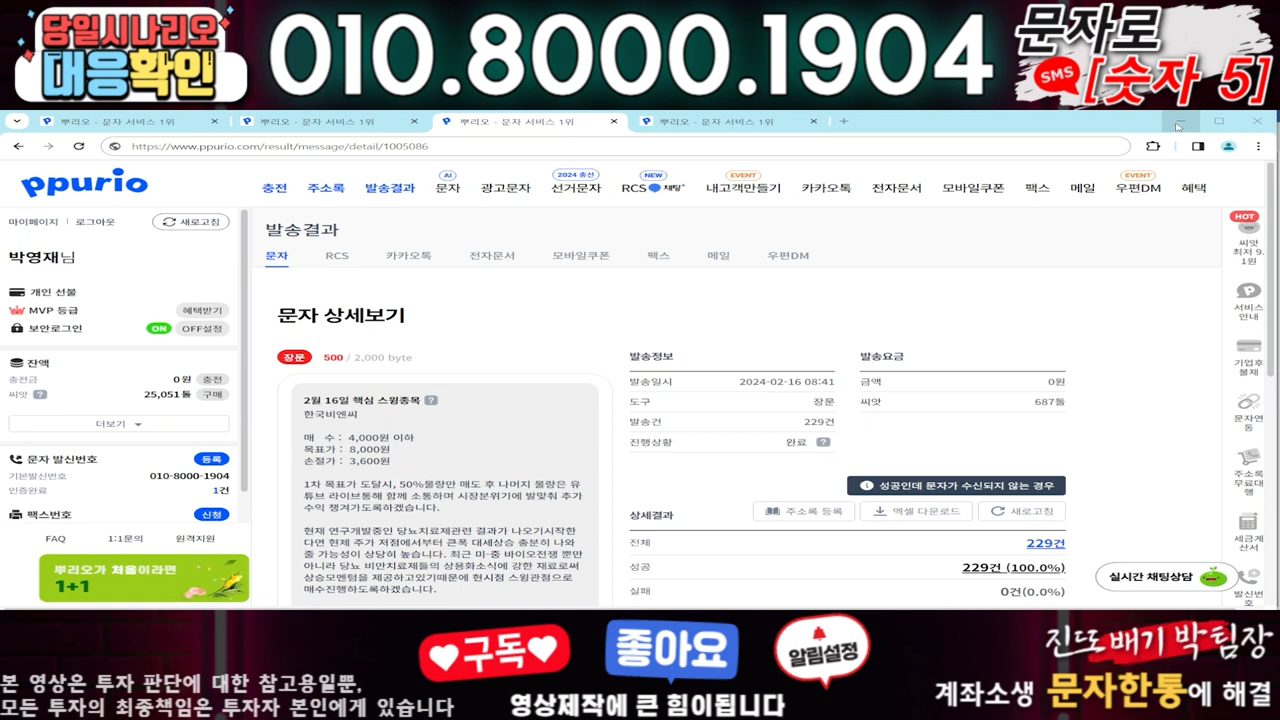 당일시나리오
대응확인
010.8000.1904
문자로
SMS [숫자 5]
뿌리오 - 문자 서비스 1위
뿌리오 - 문자 서비스 1위
뿌리오 - 문자 서비스 1위
뿌리오 - 문자 서비스 1위
https://www.ppurio.com/result/message/detail/1005086
ppurio
충전 주소록 발송결과 AI 문자 광고문자 2024 총선 선거문자 NEW RCS 채팅+ EVENT 내고객만들기 카카오톡 전자문서 모바일쿠폰 팩스 메일 EVENT 우편DM 혜택
마이페이지 로그아웃 새로고침
박영재님
개인 선불
MVP 등급 혜택받기
보안로그인 ON OFF설정
잔액
충전금 0원 충전
씨앗 ? 25,051톨 구매
더보기
문자 발신번호 등록
기본발신번호 010-8000-1904
인증완료 1건
팩스번호 신청
FAQ 1:1문의 원격지원
뿌리오가 처음이라면
1+1
발송결과
문자 RCS 카카오톡 전자문서 모바일쿠폰 팩스 메일 우편DM
문자 상세보기
장문 500 / 2,000 byte
2월 16일 핵심 스윙종목 ?
한국비엔씨
매 수 : 4,000원 이하
목표가 : 8,000원
손절가 : 3,600원
1차 목표가 도달시, 50%물량만 매도 후 나머지 물량은 유
튜브 라이브통해 함께 소통하며 시장분위기에 발맞춰 추가
수익 챙겨가도록하겠습니다.
현재 연구개발중인 당뇨치료제관련 결과가 나오기시작한
다면 현제 주가 저점에서부터 큰폭 대세상승 충분히 나와
줄 가능성이 상당히 높습니다. 최근 미-중 바이오전쟁 뿐만
아니라 당뇨 비만치료제들의 상용화소식에 강한 재료로써
상승모멘텀을 제공하고있기때문에 현시점 스윙관점으로
매수진행하도록하겠습니다.
발송정보
발송일시 2024-02-16 08:41
도구 장문
발송건 229건
진행상황 완료 ?
발송요금
금액 0원
씨앗 687톨
성공인데 문자가 수신되지 않는 경우
상세결과 주소록 등록 엑셀 다운로드 새로고침
전체 229건
성공 229건 (100.0%)
실패 0건(0.0%)
HOT
씨앗
최저 9.
1원
서비스
안내
기업후
불제
문자연
동
주소록
무료대
행
세금계
산서
발신번
호
실시간 채팅상담
본 영상은 투자 판단에 대한 참고용일뿐,
모든 투자의 최종책임은 투자자 본인에게 있습니다
구독 좋아요 알림설정
영상제작에 큰 힘이됩니다
진또배기 박팀장
계좌소생 문자한통에 해결